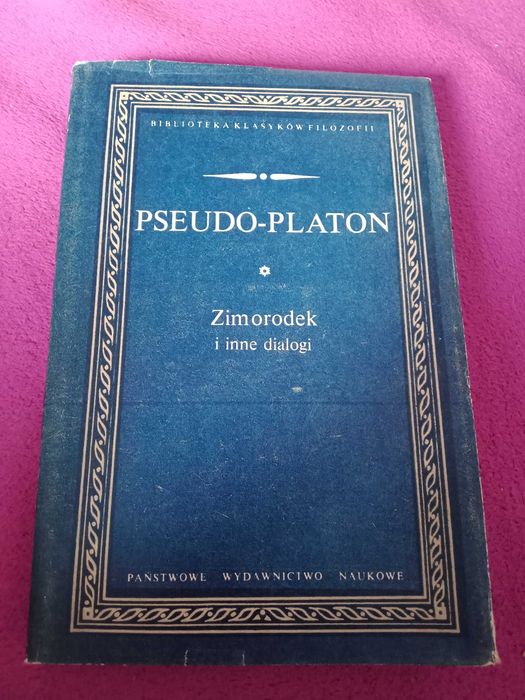 BIBLIOTEKA KLASYKÓW FILOZOFII
PSEUDO-PLATON
Zimorodek
i inne dialogi
PAŃSTWOWE WYDAWNICTWO NAUKOWE